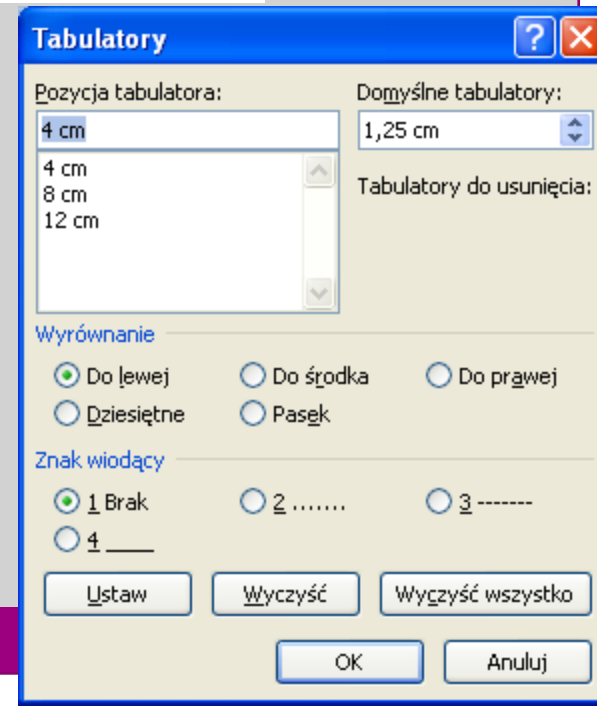 Tabulatory
Pozycja tabulatora: Domyślne tabulatory:
4 cm 1,25 cm
4 cm
8 cm
12 cm
Tabulatory do usunięcia:
Wyrównanie
Do lewej Do środka Do prawej
Dziesiętne Pasek
Znak wiodący
1 Brak 2 ....... 3 -------
4 ____
Ustaw Wyczyść Wyczyść wszystko
OK Anuluj